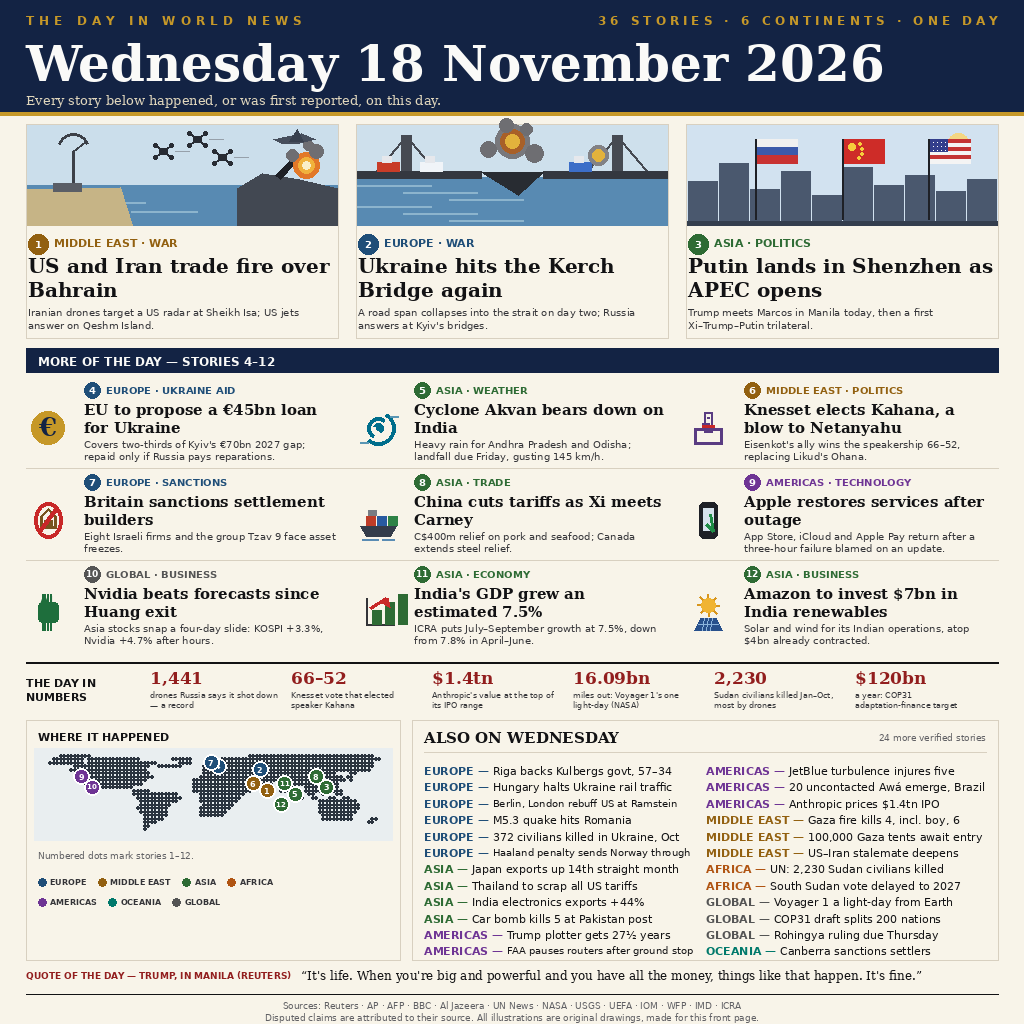 THE DAY IN WORLD NEWS
36 STORIES · 6 CONTINENTS · ONE DAY
Wednesday 18 November 2026
Every story below happened, or was first reported, on this day.
1 MIDDLE EAST · WAR
US and Iran trade fire over
Bahrain
Iranian drones target a US radar at Sheikh Isa; US jets
answer on Qeshm Island.
2 EUROPE · WAR
Ukraine hits the Kerch
Bridge again
A road span collapses into the strait on day two; Russia
answers at Kyiv's bridges.
3 ASIA · POLITICS
Putin lands in Shenzhen as
APEC opens
Trump meets Marcos in Manila today, then a first
Xi–Trump–Putin trilateral.
MORE OF THE DAY — STORIES 4–12
€
4 EUROPE · UKRAINE AID
EU to propose a €45bn loan
for Ukraine
Covers two-thirds of Kyiv's €70bn 2027 gap;
repaid only if Russia pays reparations.
5 ASIA · WEATHER
Cyclone Akvan bears down on
India
Heavy rain for Andhra Pradesh and Odisha;
landfall due Friday, gusting 145 km/h.
6 MIDDLE EAST · POLITICS
Knesset elects Kahana, a
blow to Netanyahu
Eisenkot's ally wins the speakership 66–52,
replacing Likud's Ohana.
7 EUROPE · SANCTIONS
Britain sanctions settlement
builders
Eight Israeli firms and the group Tzav 9 face asset
freezes.
8 ASIA · TRADE
China cuts tariffs as Xi meets
Carney
C$400m relief on pork and seafood; Canada
extends steel relief.
9 AMERICAS · TECHNOLOGY
Apple restores services after
outage
App Store, iCloud and Apple Pay return after a
three-hour failure blamed on an update.
10 GLOBAL · BUSINESS
Nvidia beats forecasts since
Huang exit
Asia stocks snap a four-day slide: KOSPI +3.3%,
Nvidia +4.7% after hours.
11 ASIA · ECONOMY
India's GDP grew an
estimated 7.5%
ICRA puts July–September growth at 7.5%, down
from 7.8% in April–June.
12 ASIA · BUSINESS
Amazon to invest $7bn in
India renewables
Solar and wind for its Indian operations, atop
$4bn already contracted.
THE DAY IN
NUMBERS
1,441
drones Russia says it shot down
— a record
66–52
Knesset vote that elected
speaker Kahana
$1.4tn
Anthropic's value at the top of
its IPO range
16.09bn
miles out: Voyager 1's one
light-day (NASA)
2,230
Sudan civilians killed Jan–Oct,
most by drones
$120bn
a year: COP31
adaptation-finance target
WHERE IT HAPPENED
7
2
9
10
6
1
11
5
12
8
3
Numbered dots mark stories 1–12.
EUROPE
MIDDLE EAST
ASIA
AFRICA
AMERICAS
OCEANIA
GLOBAL
ALSO ON WEDNESDAY
24 more verified stories
EUROPE — Riga backs Kulbergs govt, 57–34
EUROPE — Hungary halts Ukraine rail traffic
EUROPE — Berlin, London rebuff US at Ramstein
EUROPE — M5.3 quake hits Romania
EUROPE — 372 civilians killed in Ukraine, Oct
EUROPE — Haaland penalty sends Norway through
ASIA — Japan exports up 14th straight month
ASIA — Thailand to scrap all US tariffs
ASIA — India electronics exports +44%
ASIA — Car bomb kills 5 at Pakistan post
AMERICAS — Trump plotter gets 27½ years
AMERICAS — FAA pauses routers after ground stop
AMERICAS — JetBlue turbulence injures five
AMERICAS — 20 uncontacted Awá emerge, Brazil
AMERICAS — Anthropic prices $1.4tn IPO
MIDDLE EAST — Gaza fire kills 4, incl. boy, 6
MIDDLE EAST — 100,000 Gaza tents await entry
MIDDLE EAST — US–Iran stalemate deepens
AFRICA — UN: 2,230 Sudan civilians killed
AFRICA — South Sudan vote delayed to 2027
GLOBAL — Voyager 1 a light-day from Earth
GLOBAL — COP31 draft splits 200 nations
GLOBAL — Rohingya ruling due Thursday
OCEANIA — Canberra sanctions settlers
QUOTE OF THE DAY — TRUMP, IN MANILA (REUTERS) “It's life. When you're big and powerful and you have all the money, things like that happen. It's fine.”
Sources: Reuters · AP · AFP · BBC · Al Jazeera · UN News · NASA · USGS · UEFA · IOM · WFP · IMD · ICRA
Disputed claims are attributed to their source. All illustrations are original drawings, made for this front page.